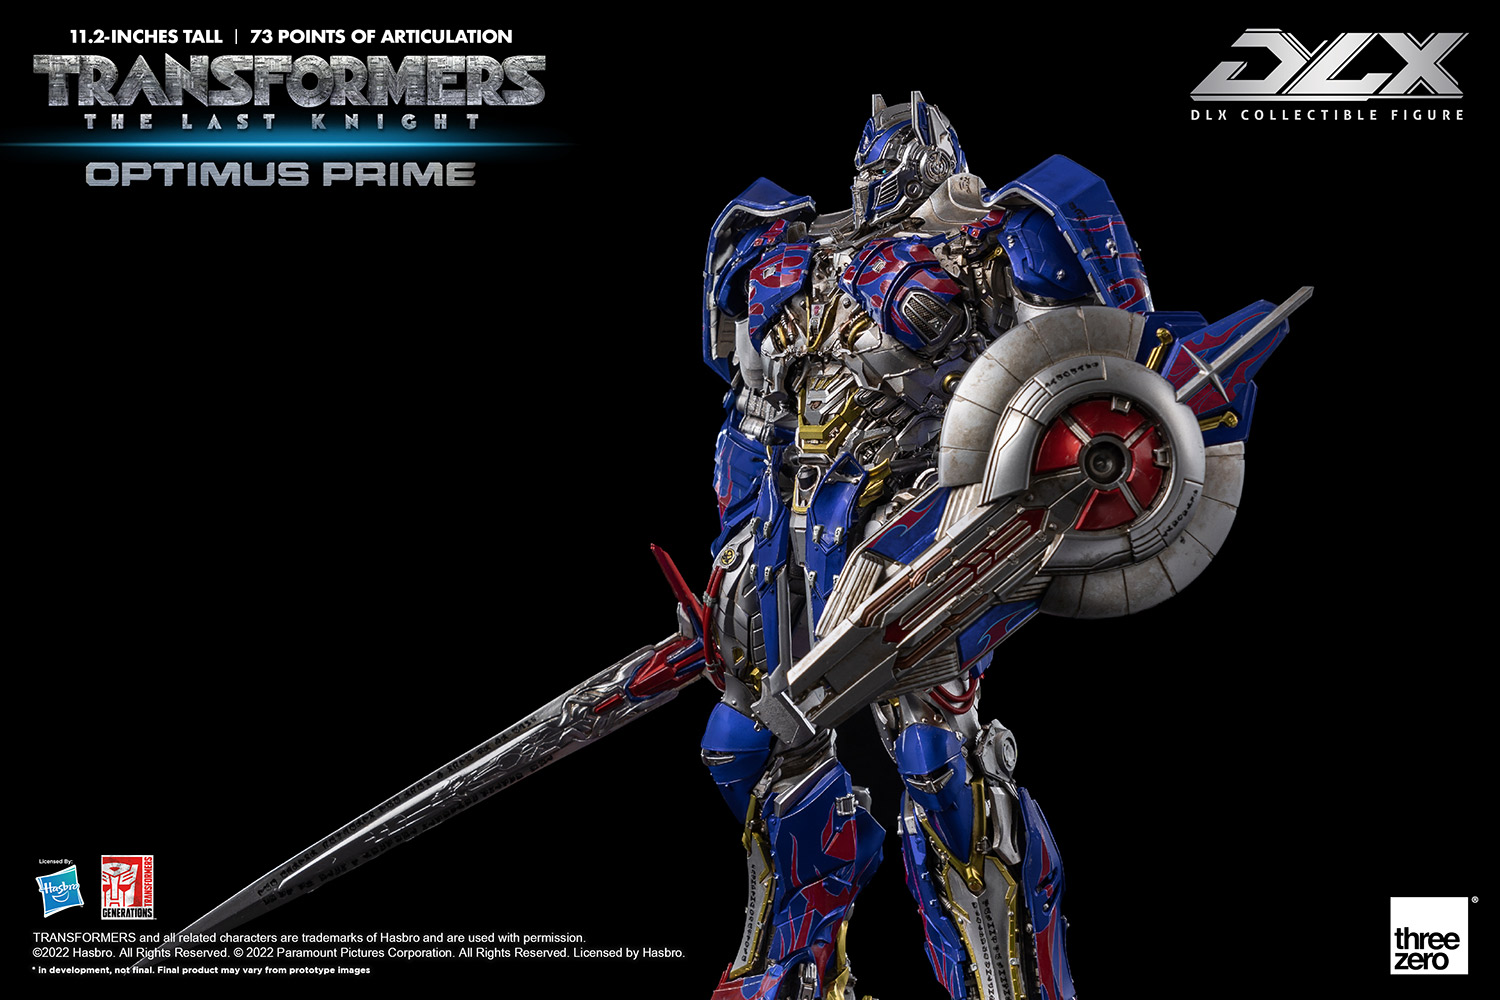 11.2-INCHES TALL | 73 POINTS OF ARTICULATION
TRANSFORMERS
THE LAST KNIGHT
OPTIMUS PRIME
DLX
DLX COLLECTIBLE FIGURE
Licensed By:
Hasbro
TRANSFORMERS
GENERATIONS
TRANSFORMERS and all related characters are trademarks of Hasbro and are used with permission.
©2022 Hasbro. All Rights Reserved. © 2022 Paramount Pictures Corporation. All Rights Reserved. Licensed by Hasbro.
* in development, not final. Final product may vary from prototype images
three
zero
®